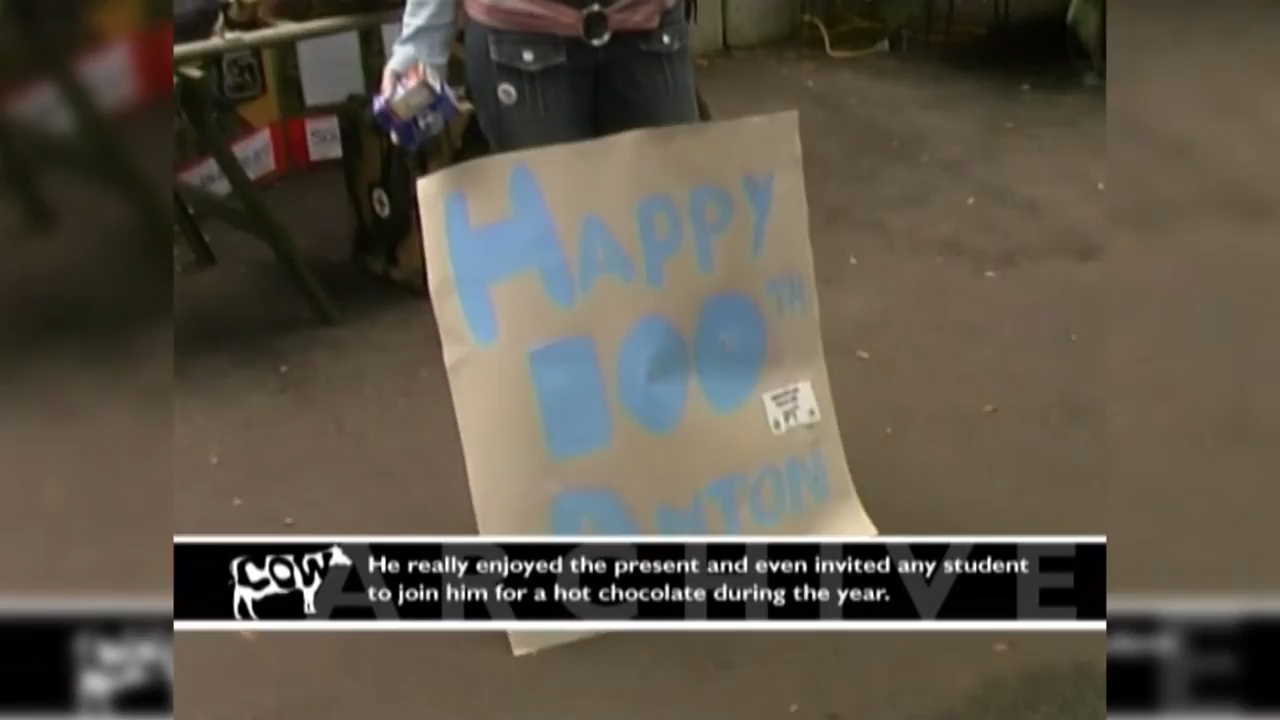 HAPPY
100TH
ANTON
COW
He really enjoyed the present and even invited any student
to join him for a hot chocolate during the year.
ARCHIVE